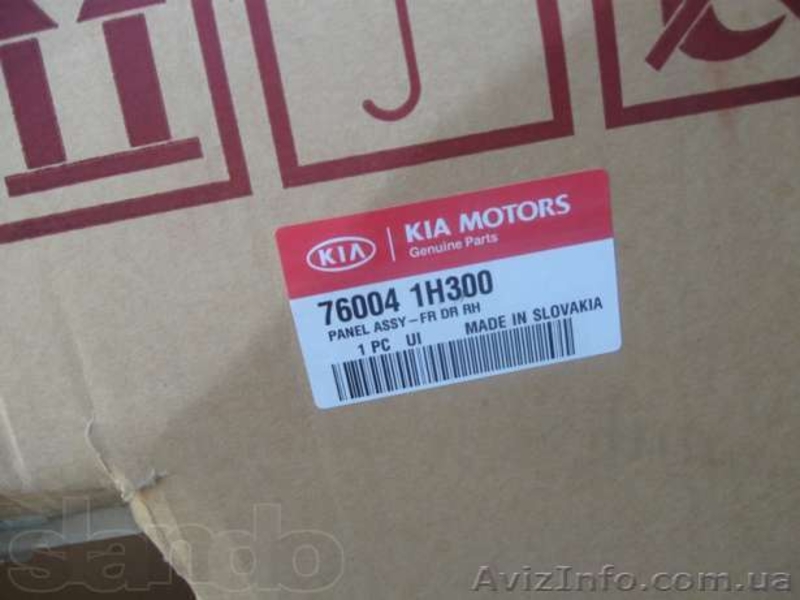 KIA | KIA MOTORS
Genuine Parts
76004 1H300
PANEL ASSY-FR DR RH
1 PC UI MADE IN SLOVAKIA
slando
AvizInfo.com.ua